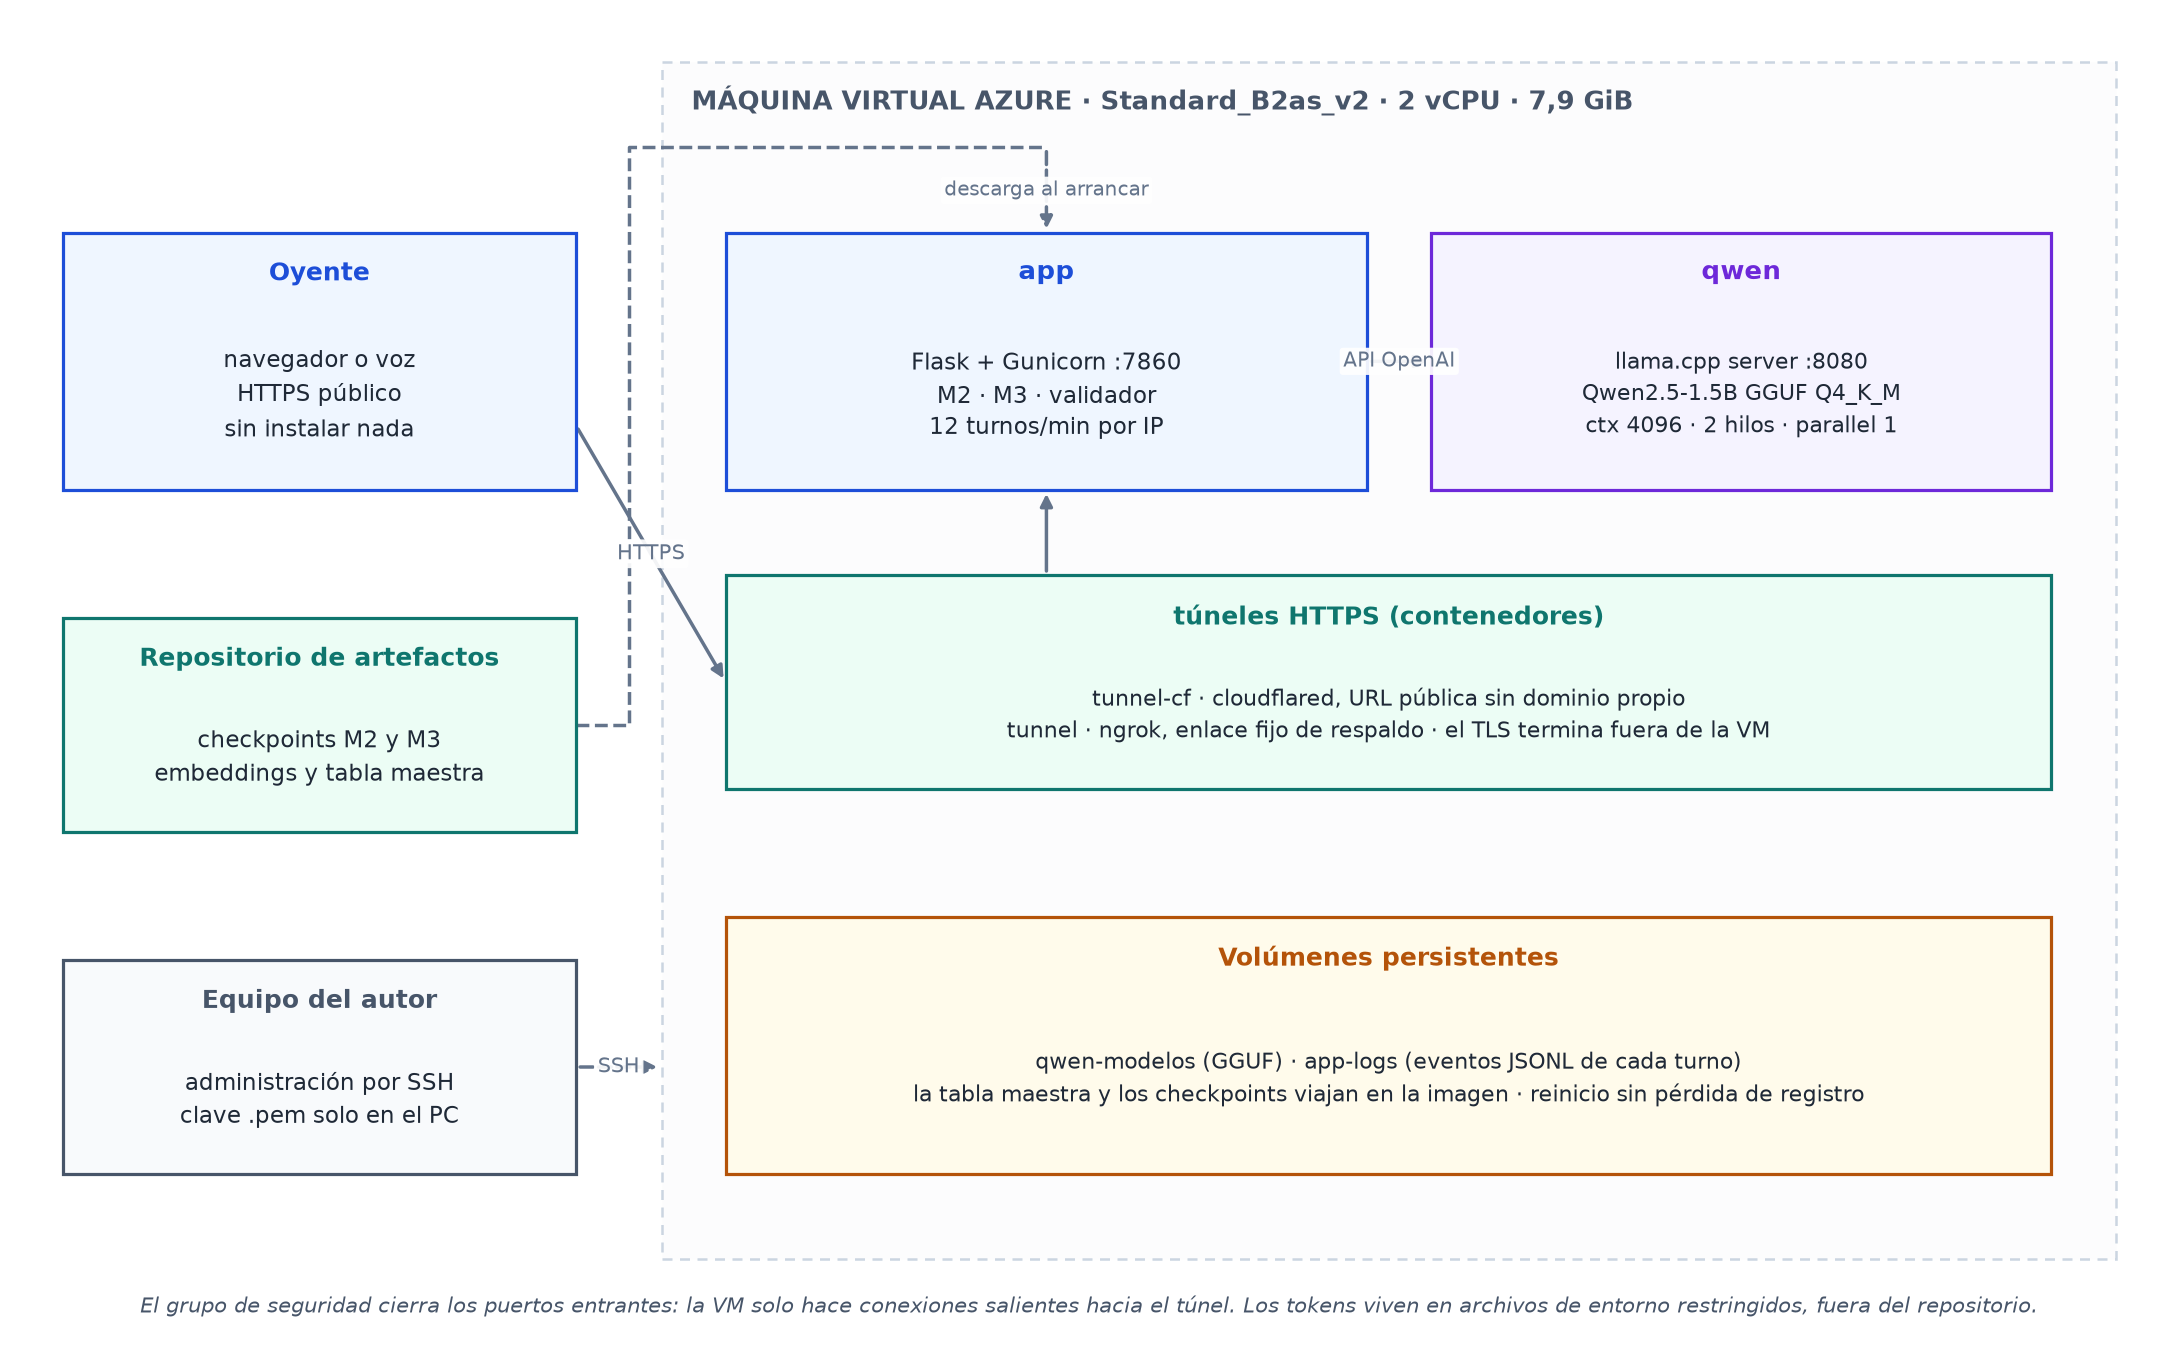 MÁQUINA VIRTUAL AZURE · Standard_B2as_v2 · 2 vCPU · 7,9 GiB
descarga al arrancar
Oyente
navegador o voz
HTTPS público
sin instalar nada
app
Flask + Gunicorn :7860
M2 · M3 · validador
12 turnos/min por IP
API OpenAI
qwen
llama.cpp server :8080
Qwen2.5-1.5B GGUF Q4_K_M
ctx 4096 · 2 hilos · parallel 1
HTTPS
Repositorio de artefactos
checkpoints M2 y M3
embeddings y tabla maestra
túneles HTTPS (contenedores)
tunnel-cf · cloudflared, URL pública sin dominio propio
tunnel · ngrok, enlace fijo de respaldo · el TLS termina fuera de la VM
Equipo del autor
administración por SSH
clave .pem solo en el PC
SSH
Volúmenes persistentes
qwen-modelos (GGUF) · app-logs (eventos JSONL de cada turno)
la tabla maestra y los checkpoints viajan en la imagen · reinicio sin pérdida de registro
El grupo de seguridad cierra los puertos entrantes: la VM solo hace conexiones salientes hacia el túnel. Los tokens viven en archivos de entorno restringidos, fuera del repositorio.